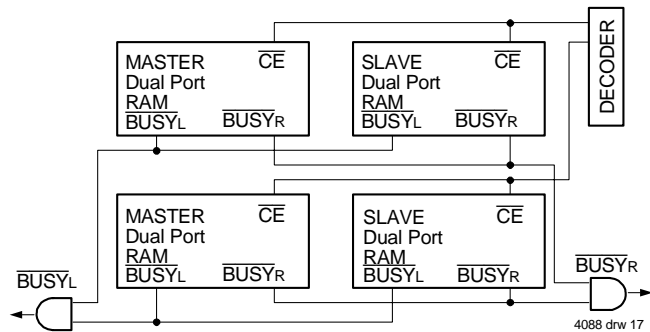 MASTER
Dual Port
RAM
CE
BUSYL
BUSYR
SLAVE
Dual Port
RAM
CE
BUSYL
BUSYR
DECODER
MASTER
Dual Port
RAM
CE
BUSYL
BUSYR
SLAVE
Dual Port
RAM
CE
BUSYL
BUSYR
BUSYL
BUSYR
4088 drw 17